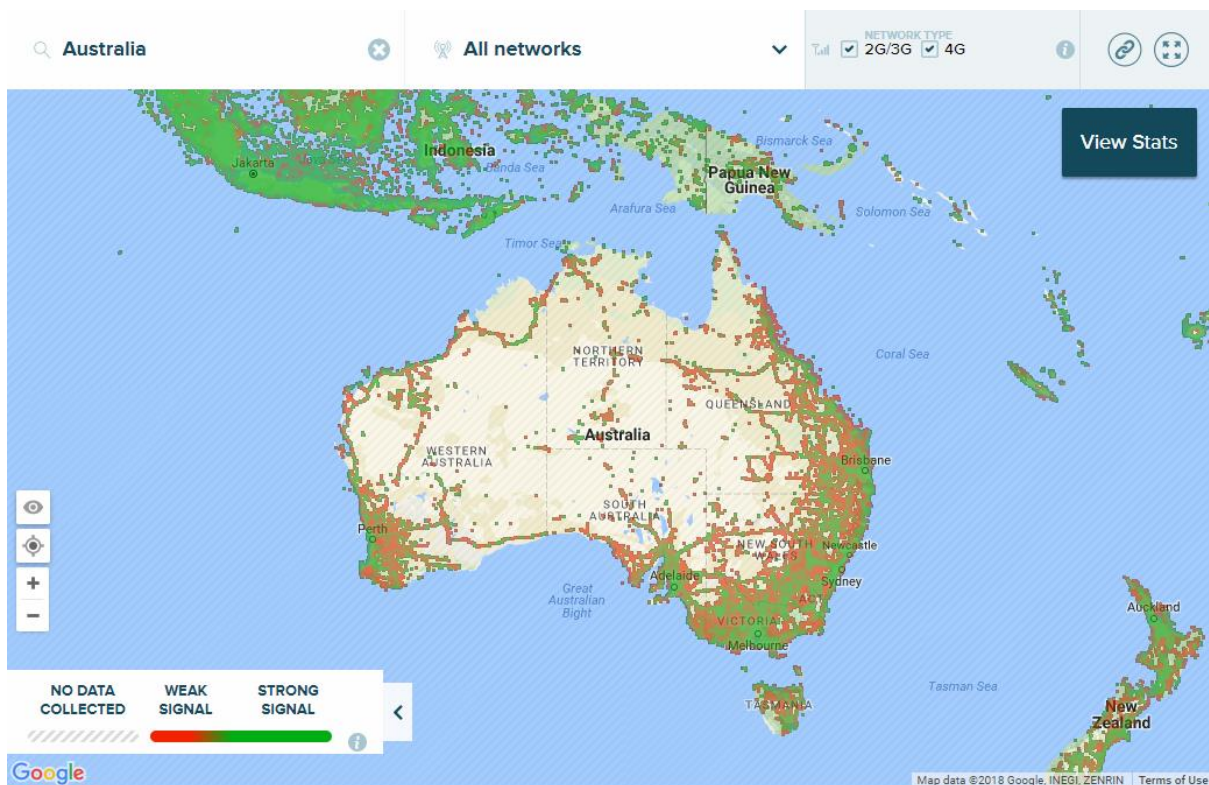 Australia
All networks
NETWORK TYPE
2G/3G 4G
View Stats
Bismarck Sea
Indonesia
Jakarta
Java Sea
Banda Sea
Papua New
Guinea
Arafura Sea
Solomon Sea
Timor Sea
Coral Sea
NORTHERN
TERRITORY
QUEENSLAND
Australia
WESTERN
AUSTRALIA
Brisbane
SOUTH
AUSTRALIA
Perth
NEW SOUTH
WALES
Newcastle
Adelaide
Sydney
Great
Australian
Bight
ACT
VICTORIA
Melbourne
Auckland
Tasman Sea
TASMANIA
New
Zealand
NO DATA
COLLECTED
WEAK
SIGNAL
STRONG
SIGNAL
Google
Map data ©2018 Google, INEGI, ZENRIN Terms of Use